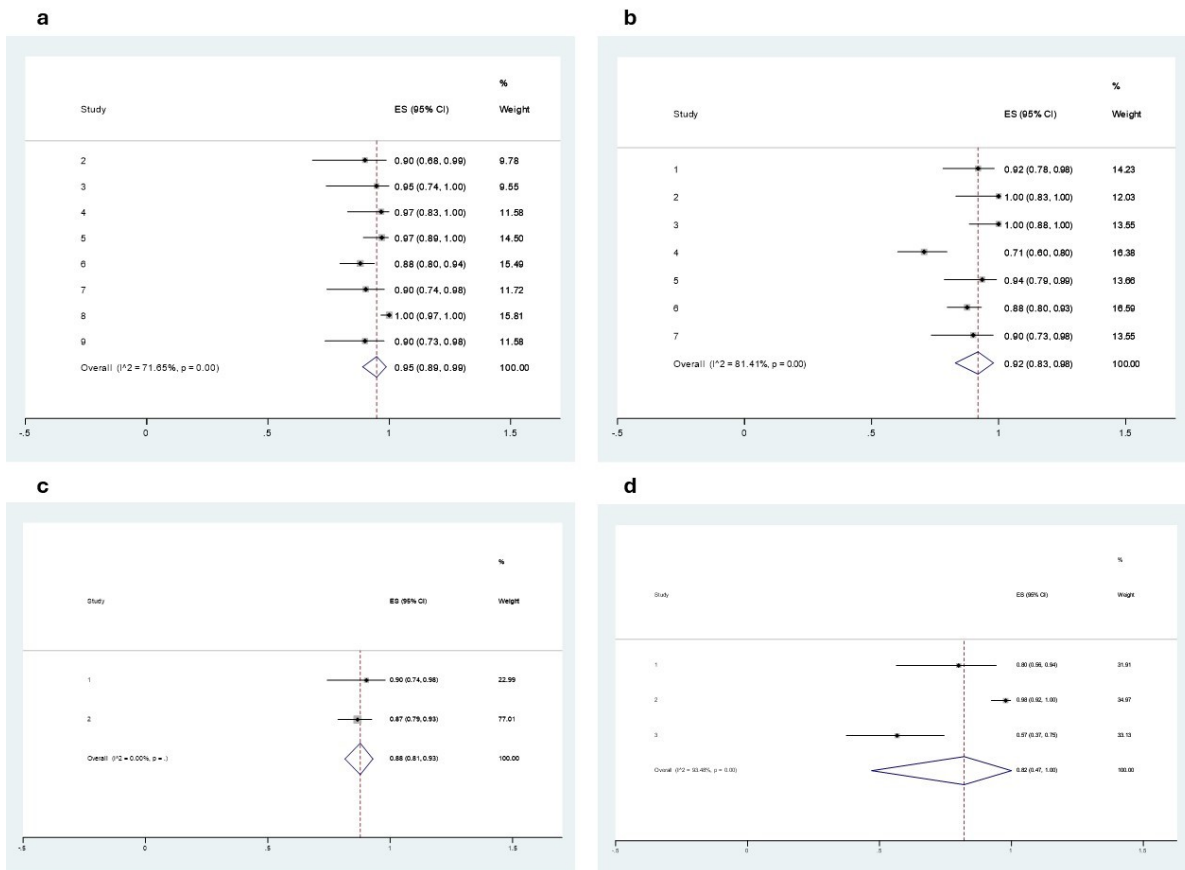 a
%
Study ES (95% CI) Weight
2 0.90 (0.68, 0.99) 9.78
3 0.95 (0.74, 1.00) 9.55
4 0.97 (0.83, 1.00) 11.58
5 0.97 (0.89, 1.00) 14.50
6 0.88 (0.80, 0.94) 15.49
7 0.90 (0.74, 0.98) 11.72
8 1.00 (0.97, 1.00) 15.81
9 0.90 (0.73, 0.98) 11.58
Overall (I^2 = 71.65%, p = 0.00) 0.95 (0.89, 0.99) 100.00
-.5 0 .5 1 1.5
b
%
Study ES (95% CI) Weight
1 0.92 (0.78, 0.98) 14.23
2 1.00 (0.83, 1.00) 12.03
3 1.00 (0.88, 1.00) 13.55
4 0.71 (0.60, 0.80) 16.38
5 0.94 (0.79, 0.99) 13.66
6 0.88 (0.80, 0.93) 16.59
7 0.90 (0.73, 0.98) 13.55
Overall (I^2 = 81.41%, p = 0.00) 0.92 (0.83, 0.98) 100.00
-.5 0 .5 1 1.5
c
%
Study ES (95% CI) Weight
1 0.90 (0.74, 0.98) 22.99
2 0.87 (0.79, 0.93) 77.01
Overall (I^2 = 0.00%, p = .) 0.88 (0.81, 0.93) 100.00
-.5 0 .5 1 1.5
d
%
Study ES (95% CI) Weight
1 0.80 (0.56, 0.94) 31.91
2 0.98 (0.92, 1.00) 34.97
3 0.57 (0.37, 0.75) 33.13
Overall (I^2 = 93.48%, p = 0.00) 0.82 (0.47, 1.00) 100.00
-.5 0 .5 1 1.5